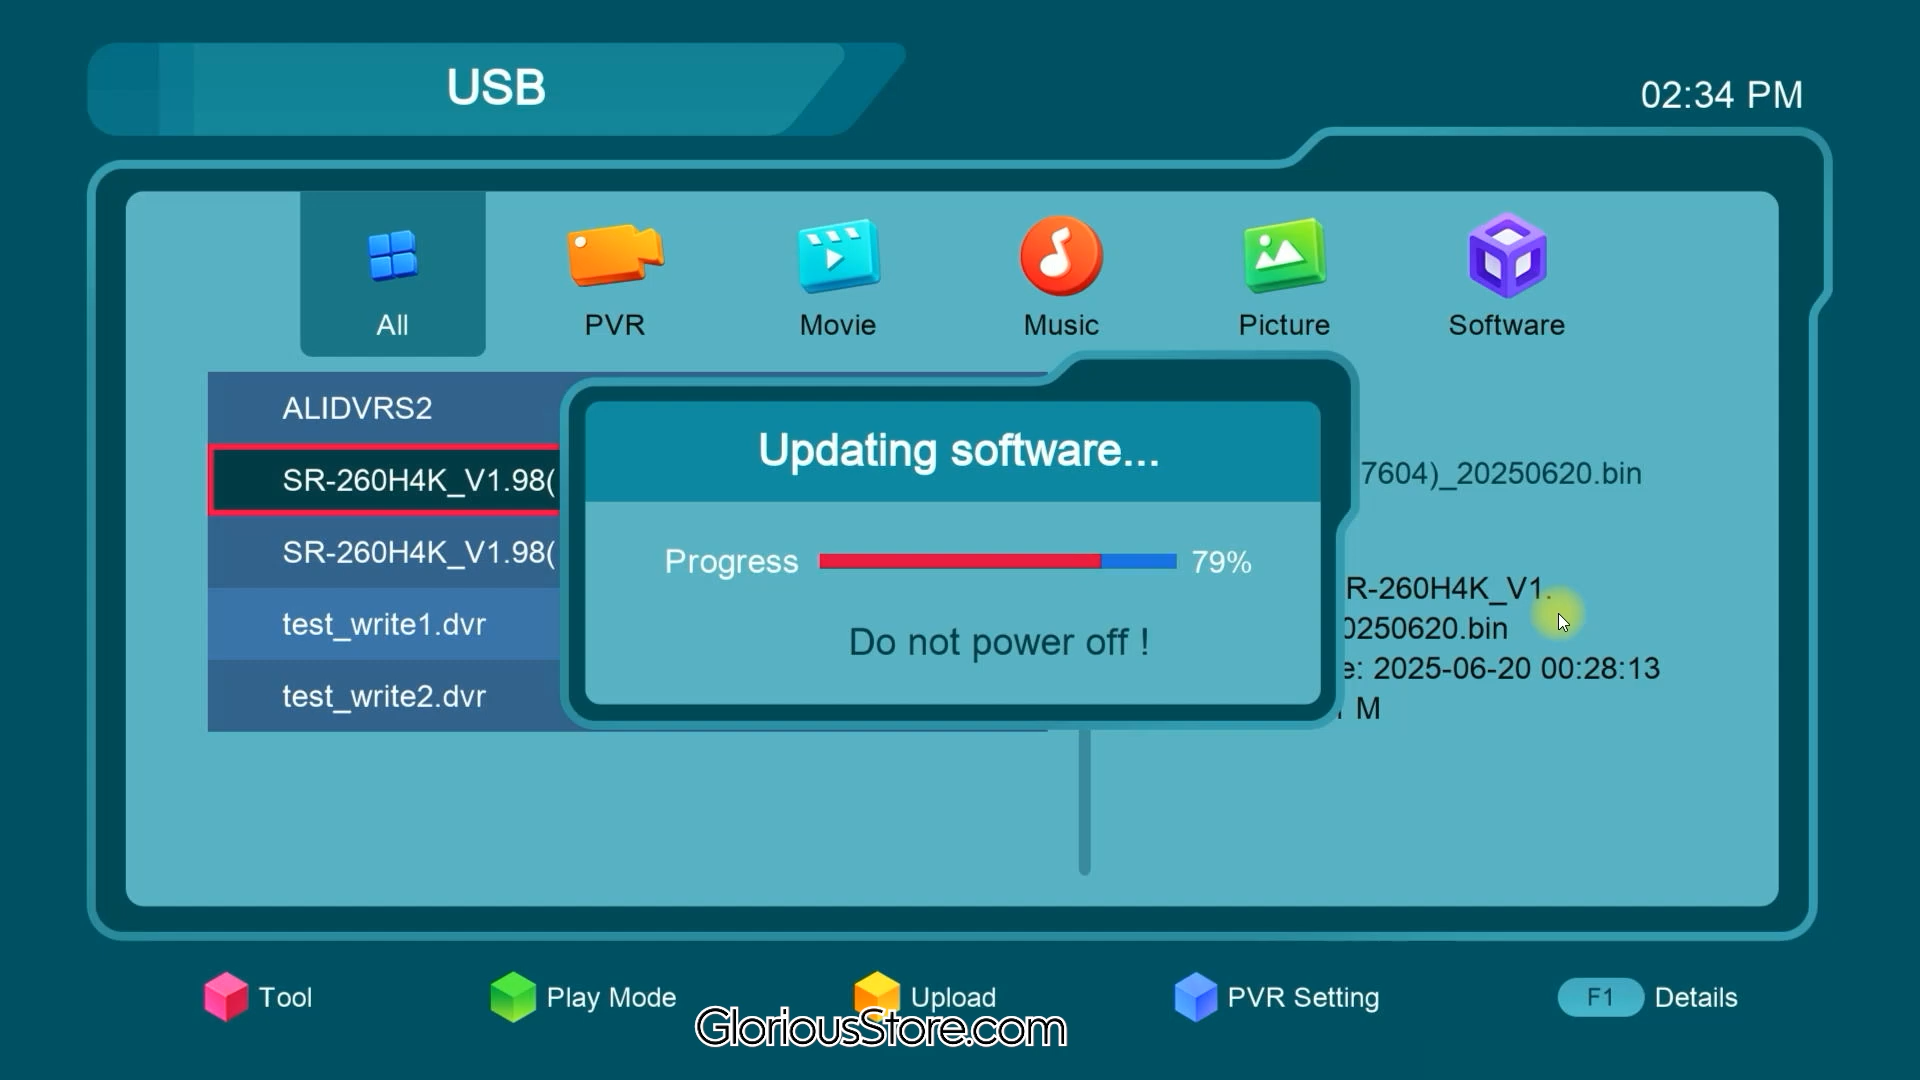 USB
02:34 PM
All
PVR
Movie
Music
Picture
Software
ALIDVRS2
SR-260H4K_V1.98(
SR-260H4K_V1.98(
test_write1.dvr
test_write2.dvr
Updating software...
Progress 79%
Do not power off !
7604)_20250620.bin
R-260H4K_V1.
0250620.bin
e: 2025-06-20 00:28:13
M
Tool
Play Mode
Upload
PVR Setting
F1 Details
GloriousStore.com